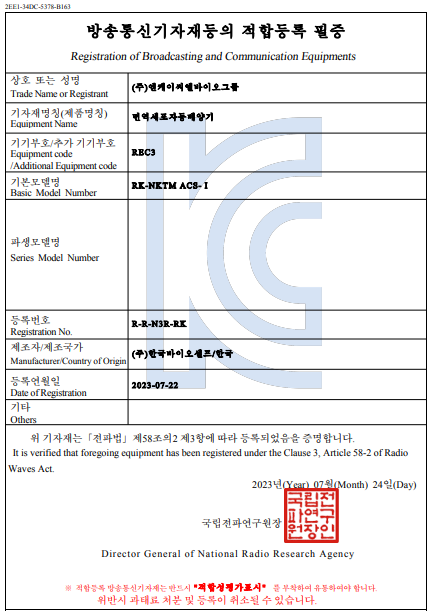 2EE1-34DC-5378-B163
방송통신기자재등의 적합등록 필증
Registration of Broadcasting and Communication Equipments
상호 또는 성명
Trade Name or Registrant
(주)엔케이씨엘바이오그룹
기자재명칭(제품명칭)
Equipment Name
면역세포자동배양기
기기부호/추가 기기부호
Equipment code
/Additional Equipment code
REC3
기본모델명
Basic Model Number
RK-NKTM ACS-Ⅰ
파생모델명
Series Model Number
등록번호
Registration No.
R-R-N3R-RK
제조자/제조국가
Manufacturer/Country of Origin
(주)한국바이오셀프/한국
등록연월일
Date of Registration
2023-07-22
기타
Others
위 기자재는「전파법」제58조의2 제3항에 따라 등록되었음을 증명합니다.
It is verified that foregoing equipment has been registered under the Clause 3, Article 58-2 of Radio
Waves Act.
2023년(Year) 07월(Month) 24일(Day)
국립전파연구원장
국립전
파연구
원장인
Director General of National Radio Research Agency
※ 적합등록 방송통신기자재는 반드시 "적합성평가표시" 를 부착하여 유통하여야 합니다.
위반시 과태료 처분 및 등록이 취소될 수 있습니다.